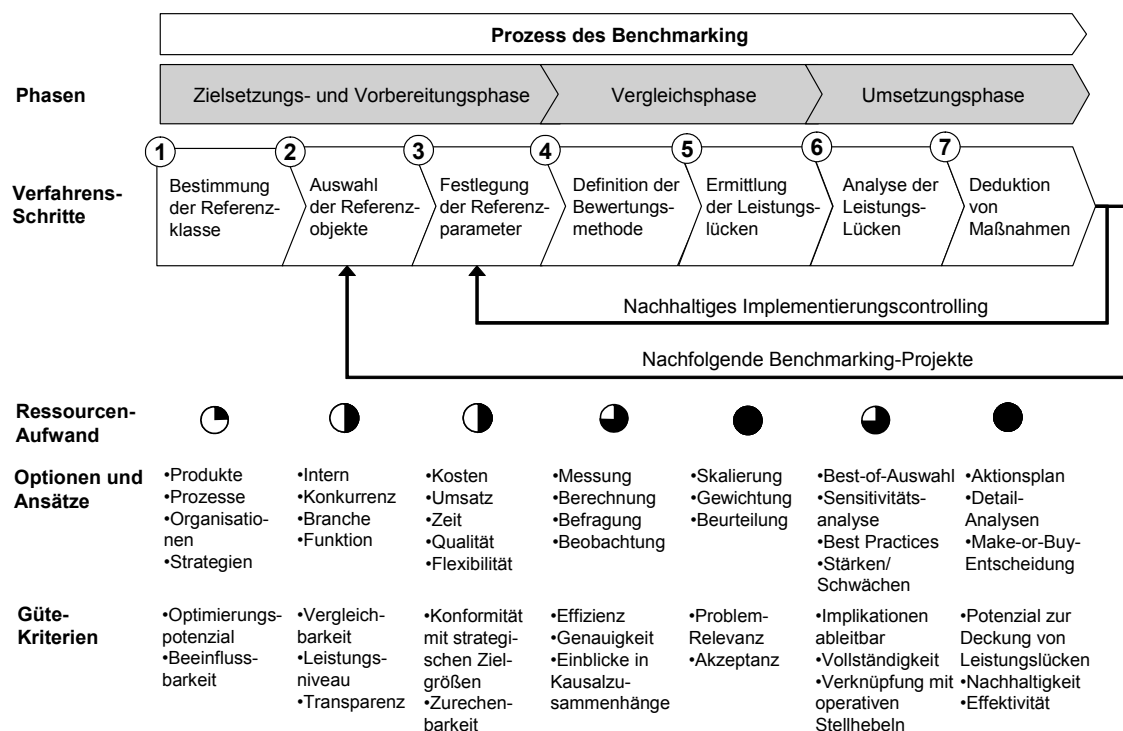 Prozess des Benchmarking
Phasen
Zielsetzungs- und Vorbereitungsphase
Vergleichsphase
Umsetzungsphase
Verfahrens-
Schritte
1
Bestimmung
der Referenz-
klasse
2
Auswahl
der Referenz-
objekte
3
Festlegung
der Referenz-
parameter
4
Definition der
Bewertungs-
methode
5
Ermittlung
der Leistungs-
lücken
6
Analyse der
Leistungs-
Lücken
7
Deduktion
von
Maßnahmen
Nachhaltiges Implementierungscontrolling
Nachfolgende Benchmarking-Projekte
Ressourcen-
Aufwand
Optionen und
Ansätze
•Produkte
•Prozesse
•Organisatio-
nen
•Strategien
•Intern
•Konkurrenz
•Branche
•Funktion
•Kosten
•Umsatz
•Zeit
•Qualität
•Flexibilität
•Messung
•Berechnung
•Befragung
•Beobachtung
•Skalierung
•Gewichtung
•Beurteilung
•Best-of-Auswahl
•Sensitivitäts-
analyse
•Best Practices
•Stärken/
Schwächen
•Aktionsplan
•Detail-
Analysen
•Make-or-Buy-
Entscheidung
Güte-
Kriterien
•Optimierungs-
potenzial
•Beeinfluss-
barkeit
•Vergleich-
barkeit
•Leistungs-
niveau
•Transparenz
•Konformität
mit strategi-
schen Ziel-
größen
•Zurechen-
barkeit
•Effizienz
•Genauigkeit
•Einblicke in
Kausalzu-
sammenhänge
•Problem-
Relevanz
•Akzeptanz
•Implikationen
ableitbar
•Vollständigkeit
•Verknüpfung mit
operativen
Stellhebeln
•Potenzial zur
Deckung von
Leistungslücken
•Nachhaltigkeit
•Effektivität